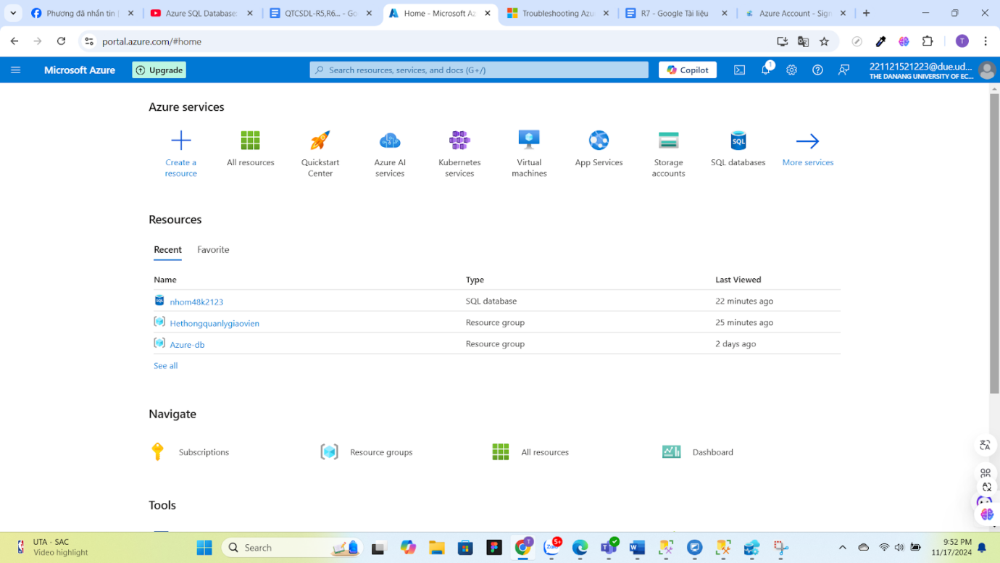 Phương đã nhắn tin
Azure SQL Database:
QTCSDL-R5,R6... - Go
Home - Microsoft Az
Troubleshooting Azu
R7 - Google Tài liệu
Azure Account - Sign
portal.azure.com/#home
Microsoft Azure
Upgrade
Search resources, services, and docs (G+/)
Copilot
1
221121521223@due.ud...
THE DANANG UNIVERSITY OF EC...
T
Azure services
Create a resource
All resources
Quickstart Center
Azure AI services
Kubernetes services
Virtual machines
App Services
Storage accounts
SQL databases
More services
Resources
Recent Favorite
Name Type Last Viewed
nhom48k2123 SQL database 22 minutes ago
Hethongquanlygiaovien Resource group 25 minutes ago
Azure-db Resource group 2 days ago
See all
Navigate
Subscriptions Resource groups All resources Dashboard
Tools
UTA - SAC
Video highlight
Search
5+
9:52 PM
11/17/2024